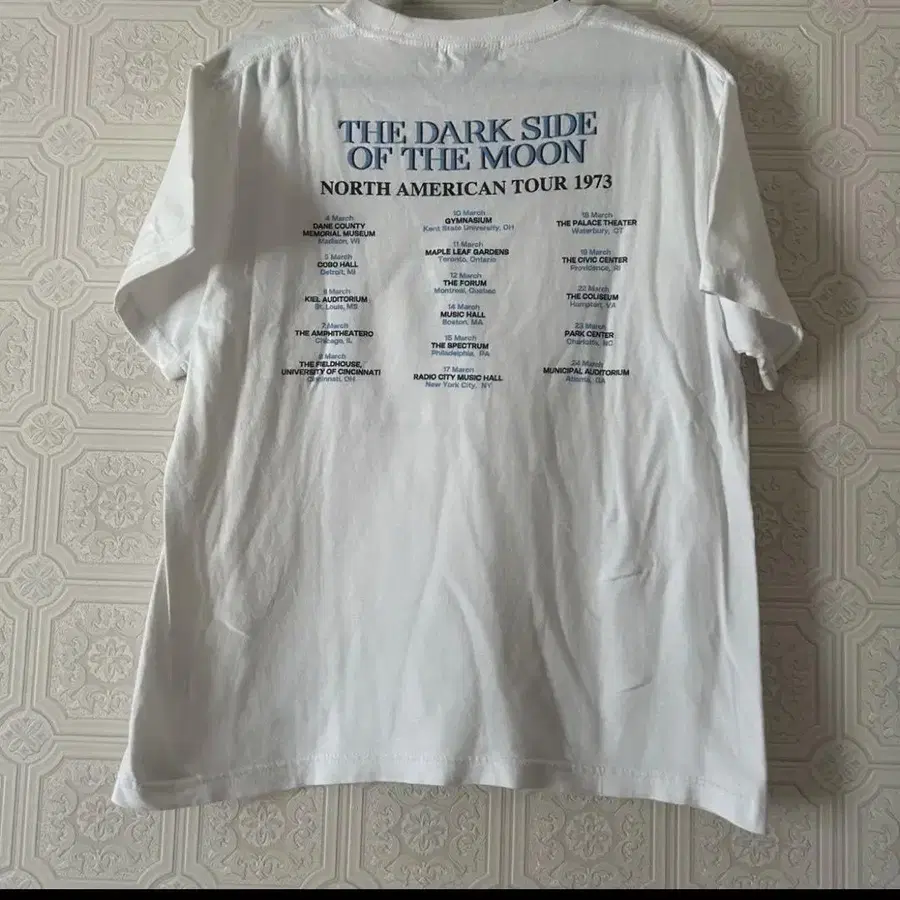 THE DARK SIDE
OF THE MOON
NORTH AMERICAN TOUR 1973
4 March
DANE COUNTY
MEMORIAL MUSEUM
Madison, WI
5 March
COBO HALL
Detroit, MI
6 March
KIEL AUDITORIUM
St. Louis, MS
7 March
THE AMPHITHEATERO
Chicago, IL
8 March
THE FIELDHOUSE,
UNIVERSITY OF CINCINNATI
Cincinnati, OH
10 March
GYMNASIUM
Kent State University, OH
11 March
MAPLE LEAF GARDENS
Toronto, Ontario
12 March
THE FORUM
Montreal, Quebec
14 March
MUSIC HALL
Boston, MA
15 March
THE SPECTRUM
Philadelphia, PA
17 March
RADIO CITY MUSIC HALL
New York City, NY
18 March
THE PALACE THEATER
Waterbury, CT
19 March
THE CIVIC CENTER
Providence, RI
22 March
THE COLISEUM
Hampton, VA
23 March
PARK CENTER
Charlotte, NC
24 March
MUNICIPAL AUDITORIUM
Atlanta, GA